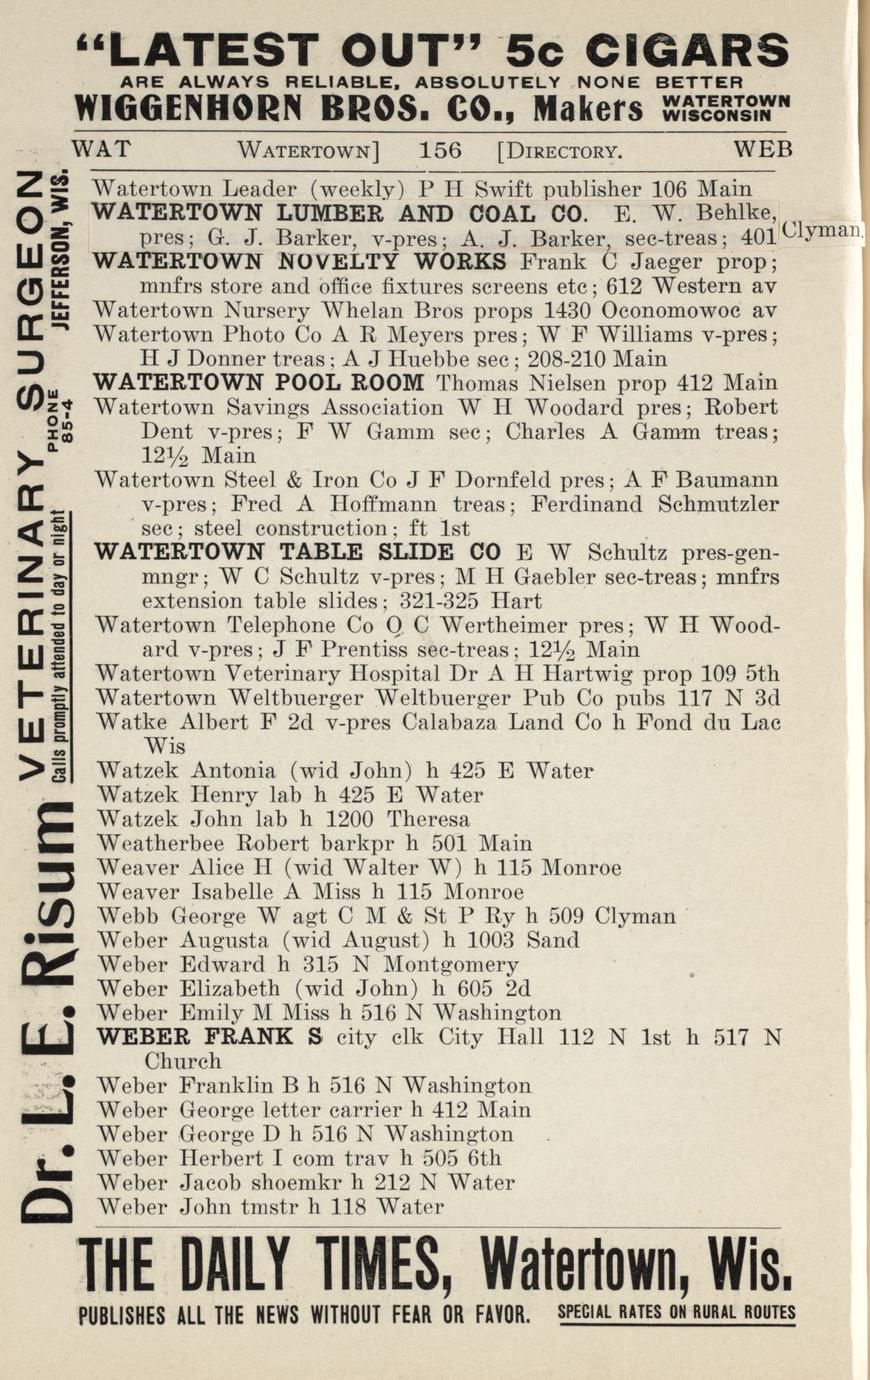 “LATEST OUT” 5c CIGARS
ARE ALWAYS RELIABLE, ABSOLUTELY NONE BETTER
WIGGENHORN BROS. CO., Makers WATERTOWN WISCONSIN
WAT WATERTOWN] 156 [DIRECTORY. WEB
Watertown Leader (weekly) P H Swift publisher 106 Main
WATERTOWN LUMBER AND COAL CO. E. W. Behlke,
pres; G. J. Barker, v-pres; A. J. Barker, sec-treas; 401 Clyman
WATERTOWN NOVELTY WORKS Frank C Jaeger prop;
mnfrs store and office fixtures screens etc; 612 Western av
Watertown Nursery Whelan Bros props 1430 Oconomowoc av
Watertown Photo Co A R Meyers pres; W F Williams v-pres;
H J Donner treas; A J Huebbe sec; 208-210 Main
WATERTOWN POOL ROOM Thomas Nielsen prop 412 Main
Watertown Savings Association W H Woodard pres; Robert
Dent v-pres; F W Gamm sec; Charles A Gamm treas;
12½ Main
Watertown Steel & Iron Co J F Dornfeld pres; A F Baumann
v-pres; Fred A Hoffmann treas; Ferdinand Schmutzler
sec; steel construction; ft 1st
WATERTOWN TABLE SLIDE CO E W Schultz pres-gen-
mngr; W C Schultz v-pres; M H Gaebler sec-treas; mnfrs
extension table slides; 321-325 Hart
Watertown Telephone Co O C Wertheimer pres; W H Wood-
ard v-pres; J F Prentiss sec-treas; 12½ Main
Watertown Veterinary Hospital Dr A H Hartwig prop 109 5th
Watertown Weltbuerger Weltbuerger Pub Co pubs 117 N 3d
Watke Albert F 2d v-pres Calabaza Land Co h Fond du Lac
Wis
Watzek Antonia (wid John) h 425 E Water
Watzek Henry lab h 425 E Water
Watzek John lab h 1200 Theresa
Weatherbee Robert barkpr h 501 Main
Weaver Alice H (wid Walter W) h 115 Monroe
Weaver Isabelle A Miss h 115 Monroe
Webb George W agt C M & St P Ry h 509 Clyman
Weber Augusta (wid August) h 1003 Sand
Weber Edward h 315 N Montgomery
Weber Elizabeth (wid John) h 605 2d
Weber Emily M Miss h 516 N Washington
WEBER FRANK S city clk City Hall 112 N 1st h 517 N
Church
Weber Franklin B h 516 N Washington
Weber George letter carrier h 412 Main
Weber George D h 516 N Washington
Weber Herbert I com trav h 505 6th
Weber Jacob shoemkr h 212 N Water
Weber John tmstr h 118 Water
Dr. L. E. Risum VETERINARY SURGEON
Calls promptly attended to day or night PHONE 85-4 JEFFERSON, WIS.
THE DAILY TIMES, Watertown, Wis.
PUBLISHES ALL THE NEWS WITHOUT FEAR OR FAVOR. SPECIAL RATES ON RURAL ROUTES